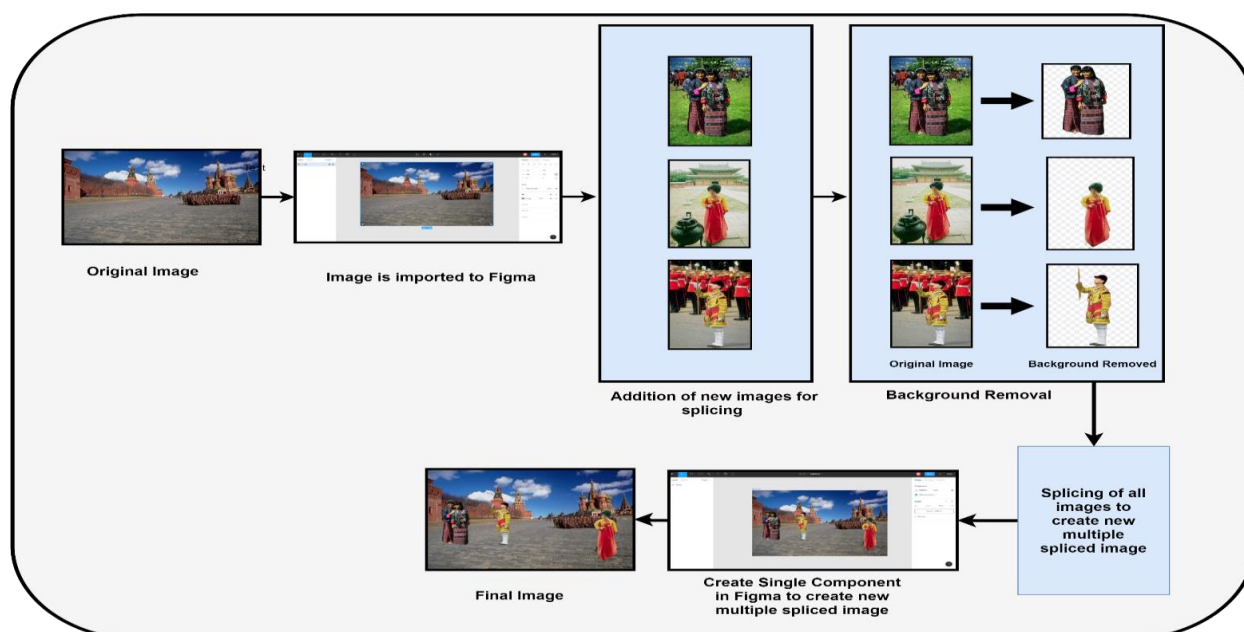 Original Image
Image is imported to Figma
Addition of new images for
splicing
Original Image
Background Removed
Background Removal
Splicing of all
images to
create new
multiple
spliced image
Create Single Component
in Figma to create new
multiple spliced image
Final Image